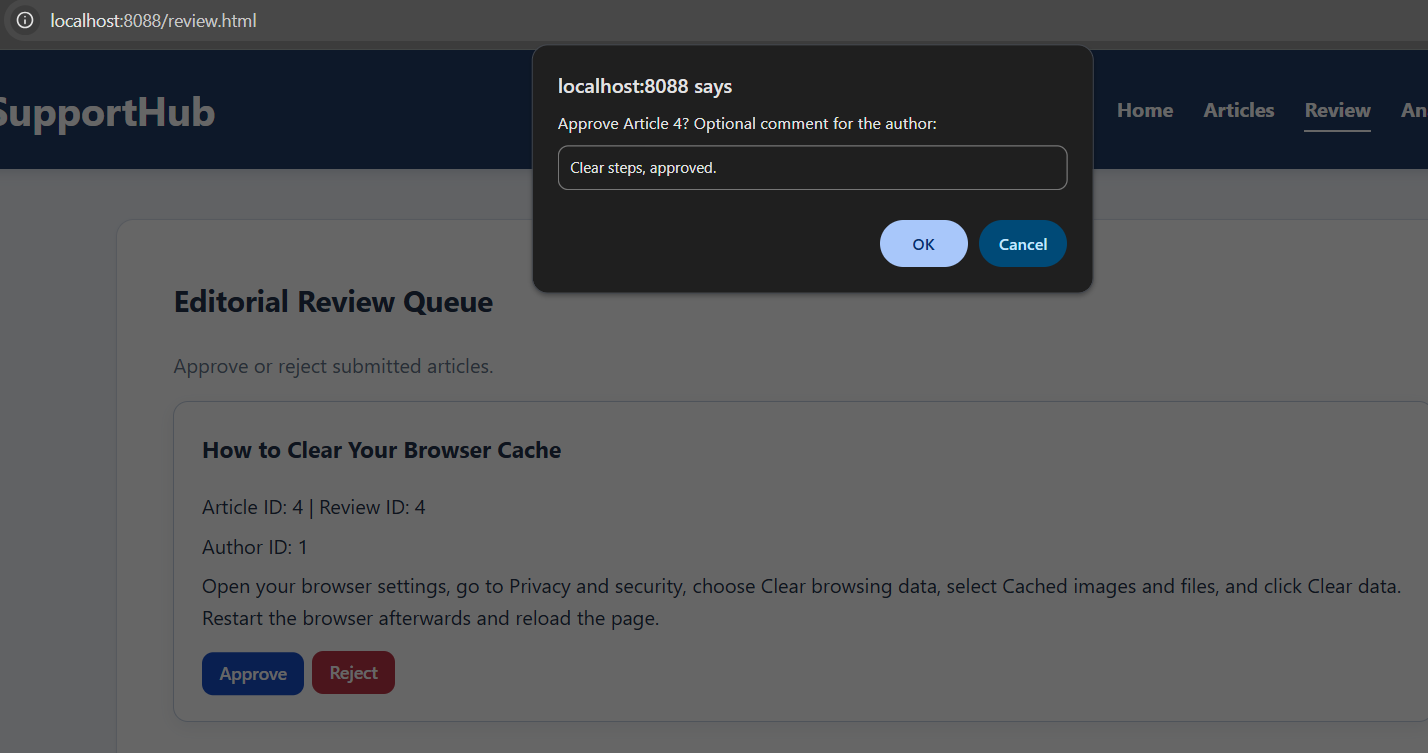 localhost:8088/review.html
localhost:8088 says
Approve Article 4? Optional comment for the author:
Clear steps, approved.
OK
Cancel
SupportHub
Home
Articles
Review
An
Editorial Review Queue
Approve or reject submitted articles.
How to Clear Your Browser Cache
Article ID: 4 | Review ID: 4
Author ID: 1
Open your browser settings, go to Privacy and security, choose Clear browsing data, select Cached images and files, and click Clear data.
Restart the browser afterwards and reload the page.
Approve
Reject